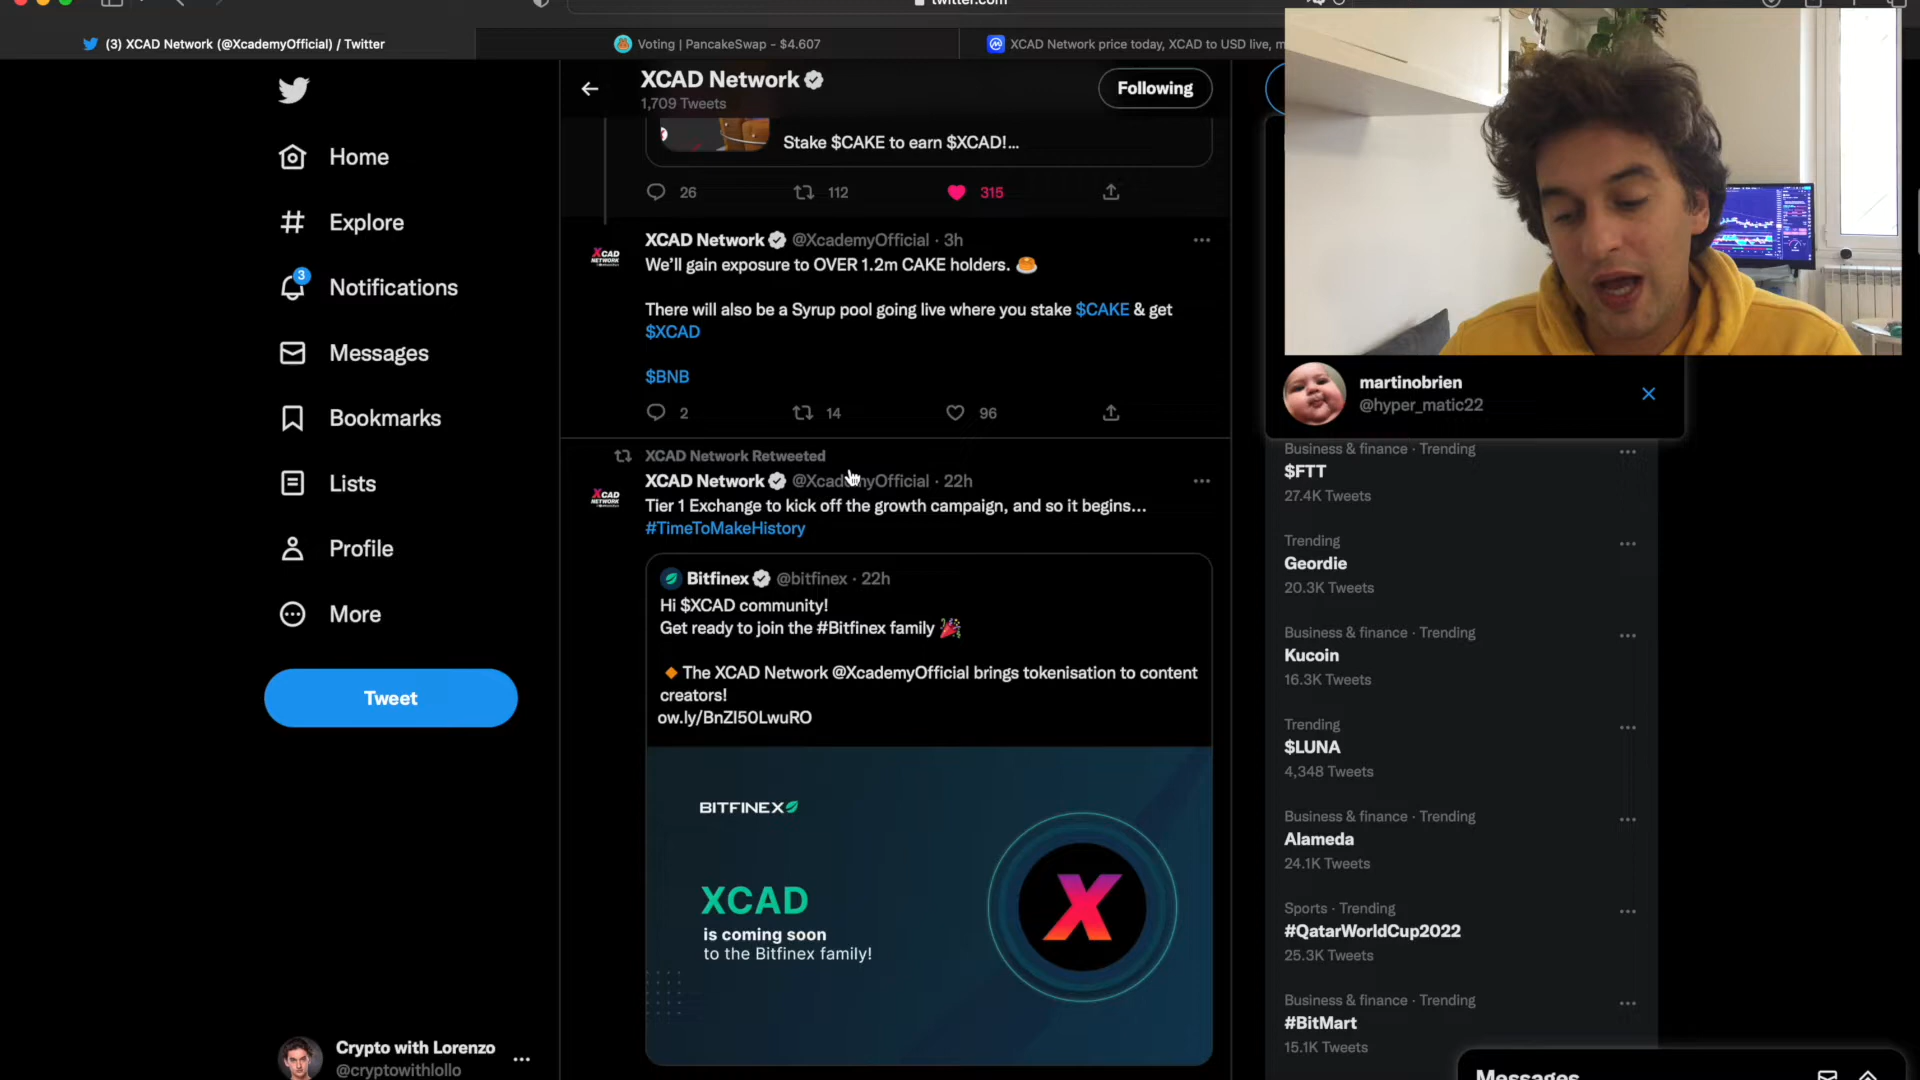 twitter.com
(3) XCAD Network (@XcademyOfficial) / Twitter
Voting | PancakeSwap - $4.607
XCAD Network price today, XCAD to USD live, m
XCAD Network
1,709 Tweets
Following
Home
Explore
3
Notifications
Messages
Bookmarks
Lists
Profile
More
Tweet
Crypto with Lorenzo
@cryptowithlollo
Stake $CAKE to earn $XCAD!...
26
112
315
XCAD
NETWORK
XCAD Network @XcademyOfficial · 3h
We'll gain exposure to OVER 1.2m CAKE holders. 🥞
There will also be a Syrup pool going live where you stake $CAKE & get
$XCAD
$BNB
2
14
96
XCAD Network Retweeted
XCAD
NETWORK
XCAD Network @XcademyOfficial · 22h
Tier 1 Exchange to kick off the growth campaign, and so it begins...
#TimeToMakeHistory
Bitfinex @bitfinex · 22h
Hi $XCAD community!
Get ready to join the #Bitfinex family 🎉
🔸The XCAD Network @XcademyOfficial brings tokenisation to content
creators!
ow.ly/BnZI50LwuRO
BITFINEX
XCAD
is coming soon
to the Bitfinex family!
X
martinobrien
@hyper_matic22
Business & finance · Trending
$FTT
27.4K Tweets
Trending
Geordie
20.3K Tweets
Business & finance · Trending
Kucoin
16.3K Tweets
Trending
$LUNA
4,348 Tweets
Business & finance · Trending
Alameda
24.1K Tweets
Sports · Trending
#QatarWorldCup2022
25.3K Tweets
Business & finance · Trending
#BitMart
15.1K Tweets
Messages